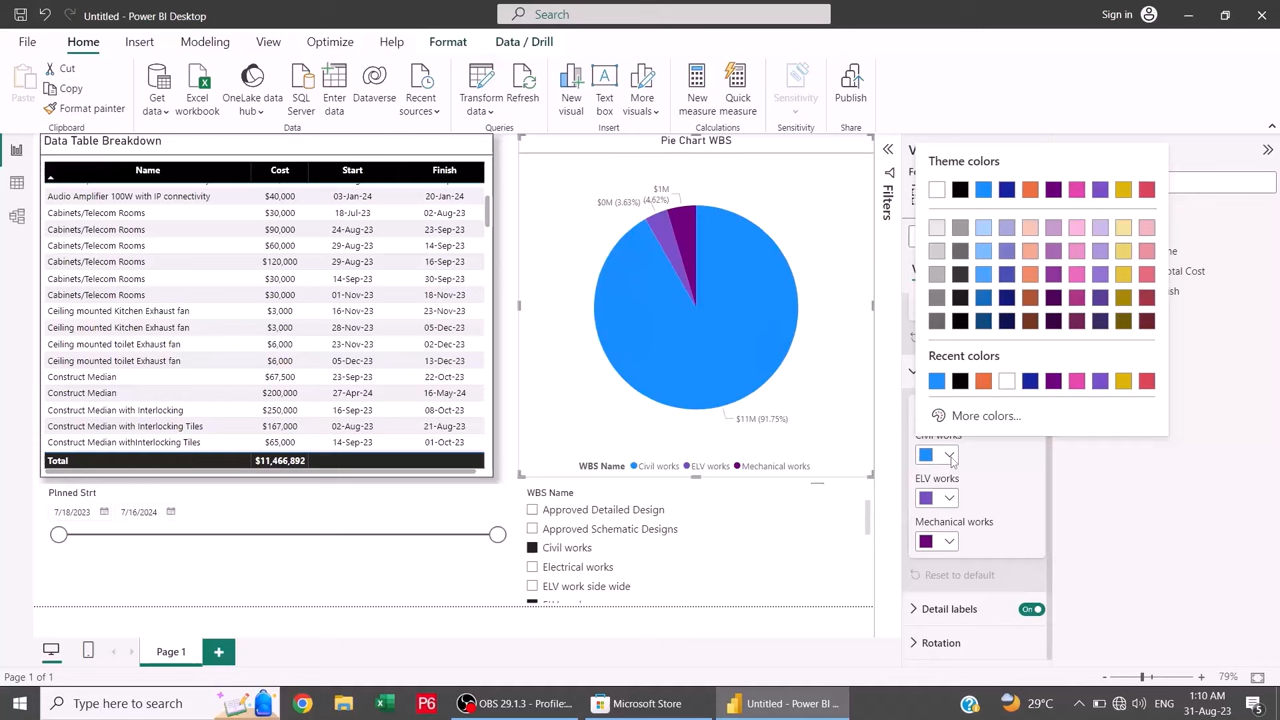 Untitled - Power BI Desktop
Search
Sign in
File
Home
Insert
Modeling
View
Optimize
Help
Format
Data / Drill
Paste
Cut
Copy
Format painter
Get data
Excel workbook
OneLake data hub
SQL Server
Enter data
Dataverse
Recent sources
Transform data
Refresh
New visual
Text box
More visuals
New measure
Quick measure
Sensitivity
Publish
Clipboard
Data
Queries
Insert
Calculations
Sensitivity
Share
Data Table Breakdown
Name Cost Start Finish
Audio Amplifier 100W with IP connectivity $40,000 03-Jan-24 20-Jan-24
Cabinets/Telecom Rooms $30,000 18-Jul-23 02-Aug-23
Cabinets/Telecom Rooms $90,000 24-Aug-23 23-Sep-23
Cabinets/Telecom Rooms $60,000 29-Aug-23 14-Sep-23
Cabinets/Telecom Rooms $120,000 29-Aug-23 16-Sep-23
Cabinets/Telecom Rooms $30,000 14-Sep-23 30-Sep-23
Cabinets/Telecom Rooms $30,000 01-Nov-23 18-Nov-23
Ceiling mounted Kitchen Exhaust fan $3,000 16-Nov-23 23-Nov-23
Ceiling mounted Kitchen Exhaust fan $3,000 28-Nov-23 05-Dec-23
Ceiling mounted toilet Exhaust fan $6,000 23-Nov-23 02-Dec-23
Ceiling mounted toilet Exhaust fan $6,000 05-Dec-23 13-Dec-23
Construct Median $67,500 23-Sep-23 22-Oct-23
Construct Median $200,000 27-Apr-24 16-May-24
Construct Median with Interlocking $250,000 16-Sep-23 08-Oct-23
Construct Median with Interlocking Tiles $167,000 02-Aug-23 21-Aug-23
Construct Median withInterlocking Tiles $65,000 14-Sep-23 01-Oct-23
Total $11,466,892
Plnned Strt
7/18/2023 7/16/2024
Pie Chart WBS
$1M
(4.62%)
$0M (3.63%)
$11M (91.75%)
WBS Name Civil works ELV works Mechanical works
WBS Name
Approved Detailed Design
Approved Schematic Designs
Civil works
Electrical works
ELV work side wide
Filters
Theme colors
Recent colors
More colors...
Civil works
ELV works
Mechanical works
Reset to default
Detail labels On
Rotation
otal Cost
Page 1
Page 1 of 1
79%
Type here to search
P6
OBS 29.1.3 - Profile:...
Microsoft Store
Untitled - Power BI ...
29°C
ENG
1:10 AM
31-Aug-23